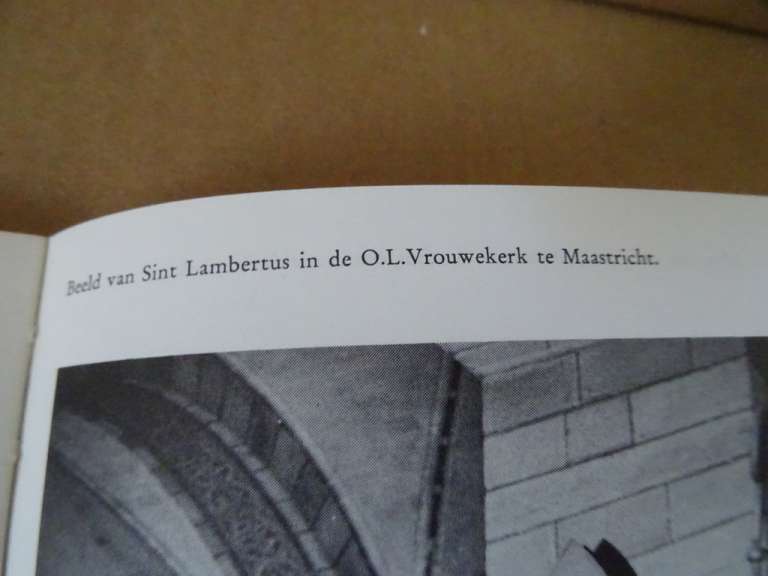 Beeld van Sint Lambertus in de O.L.Vrouwekerk te Maastricht.